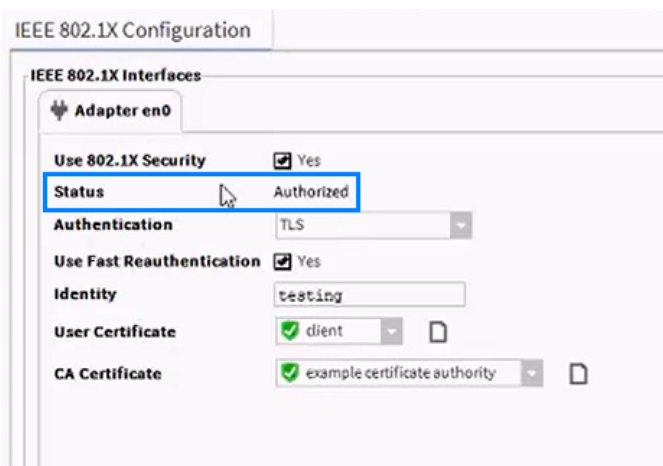 IEEE 802.1X Configuration
IEEE 802.1X Interfaces
Adapter en0
Use 802.1X Security Yes
Status Authorized
Authentication TLS
Use Fast Reauthentication Yes
Identity testing
User Certificate client
CA Certificate example certificate authority